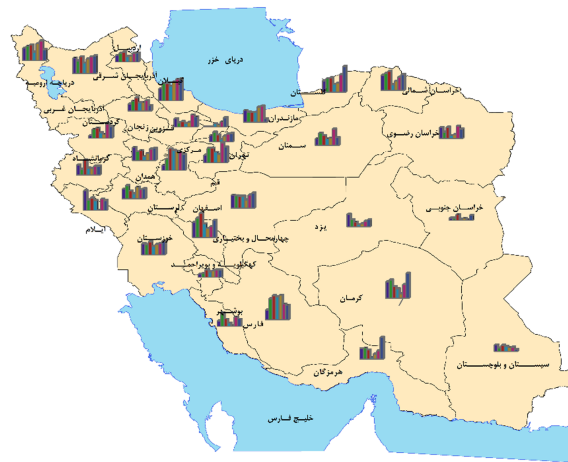 دریای خزر
اردبیل
آذربایجان شرقی
دریاچه ارومیه
گیلان
گلستان
خراسان شمالی
آذربایجان غربی
کردستان
زنجان
قزوین
مازندران
خراسان رضوی
تهران
سمنان
مرکزی
کرمانشاه
همدان
قم
لرستان
اصفهان
ایلام
خوزستان
چهارمحال و بختیاری
یزد
خراسان جنوبی
کهگیلویه و بویراحمد
کرمان
بوشهر
فارس
هرمزگان
سیستان و بلوچستان
خلیج فارس